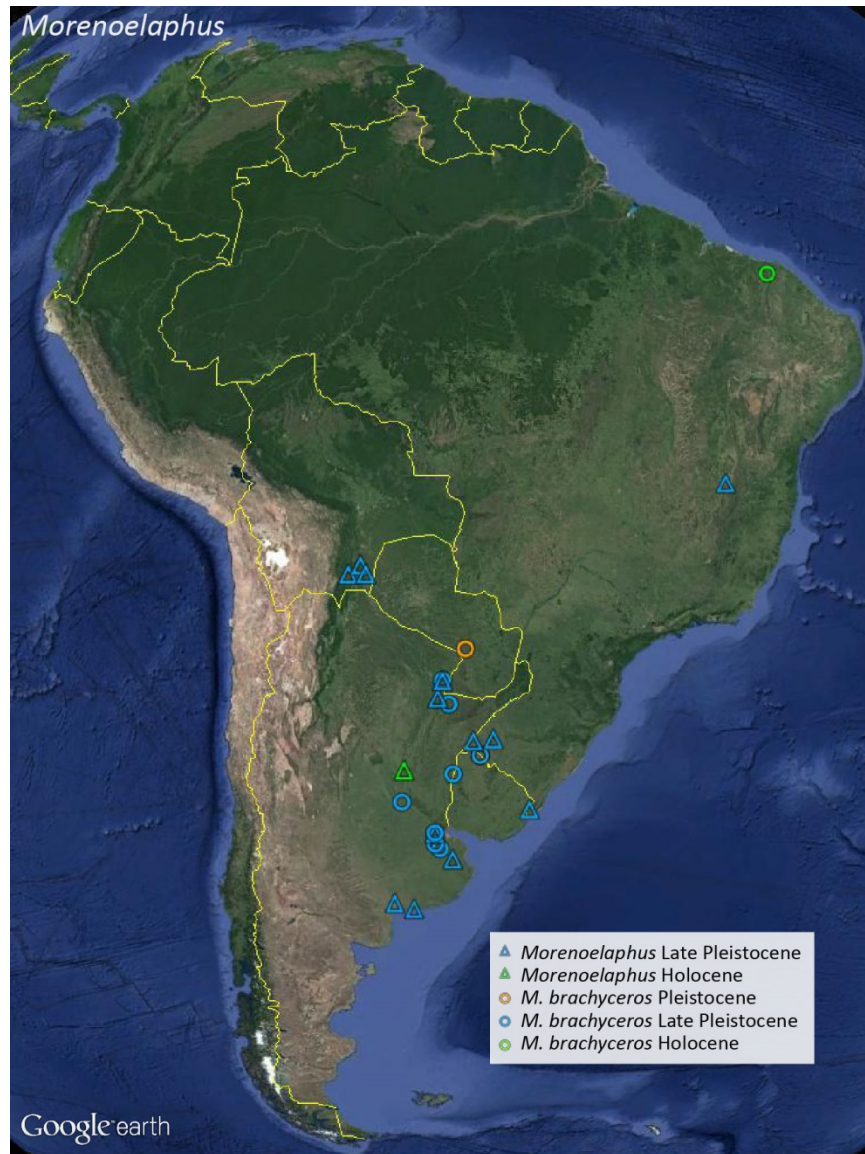 Morenoelaphus
Morenoelaphus Late Pleistocene
Morenoelaphus Holocene
M. brachyceros Pleistocene
M. brachyceros Late Pleistocene
M. brachyceros Holocene
Google earth